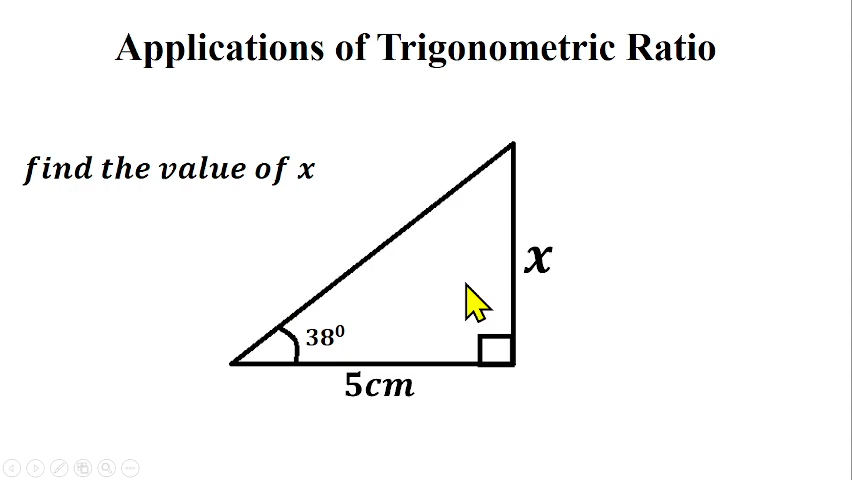 Applications of Trigonometric Ratio
find the value of x
x
38⁰
5cm